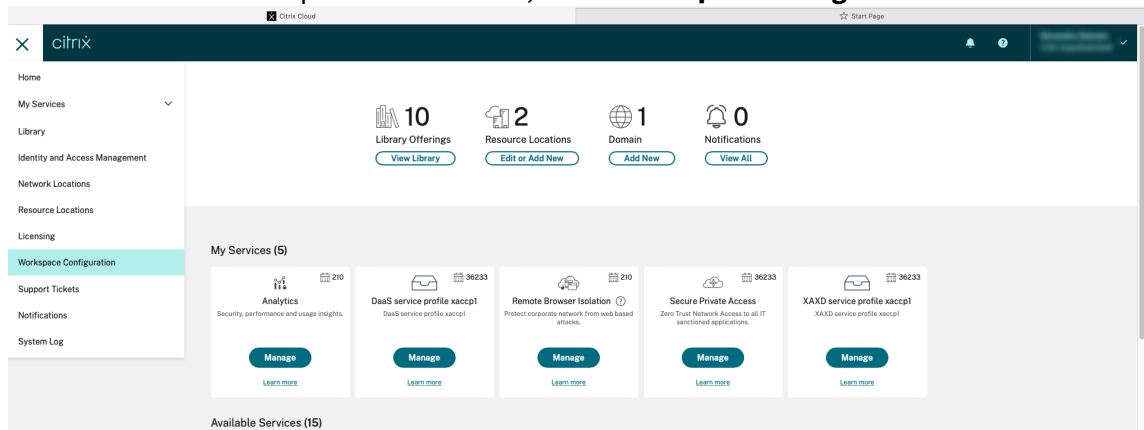 Citrix Cloud
Start Page
citrix
Home
My Services
Library
Identity and Access Management
Network Locations
Resource Locations
Licensing
Workspace Configuration
Support Tickets
Notifications
System Log
10
Library Offerings
View Library
2
Resource Locations
Edit or Add New
1
Domain
Add New
0
Notifications
View All
My Services (5)
210
Analytics
Security, performance and usage insights.
Manage
Learn more
36233
DaaS service profile xaccp1
DaaS service profile xaccp1
Manage
Learn more
210
Remote Browser Isolation
Protect corporate network from web based
attacks.
Manage
Learn more
36233
Secure Private Access
Zero Trust Network Access to all IT
sanctioned applications.
Manage
Learn more
36233
XAXD service profile xaccp1
XAXD service profile xaccp1
Manage
Learn more
Available Services (15)